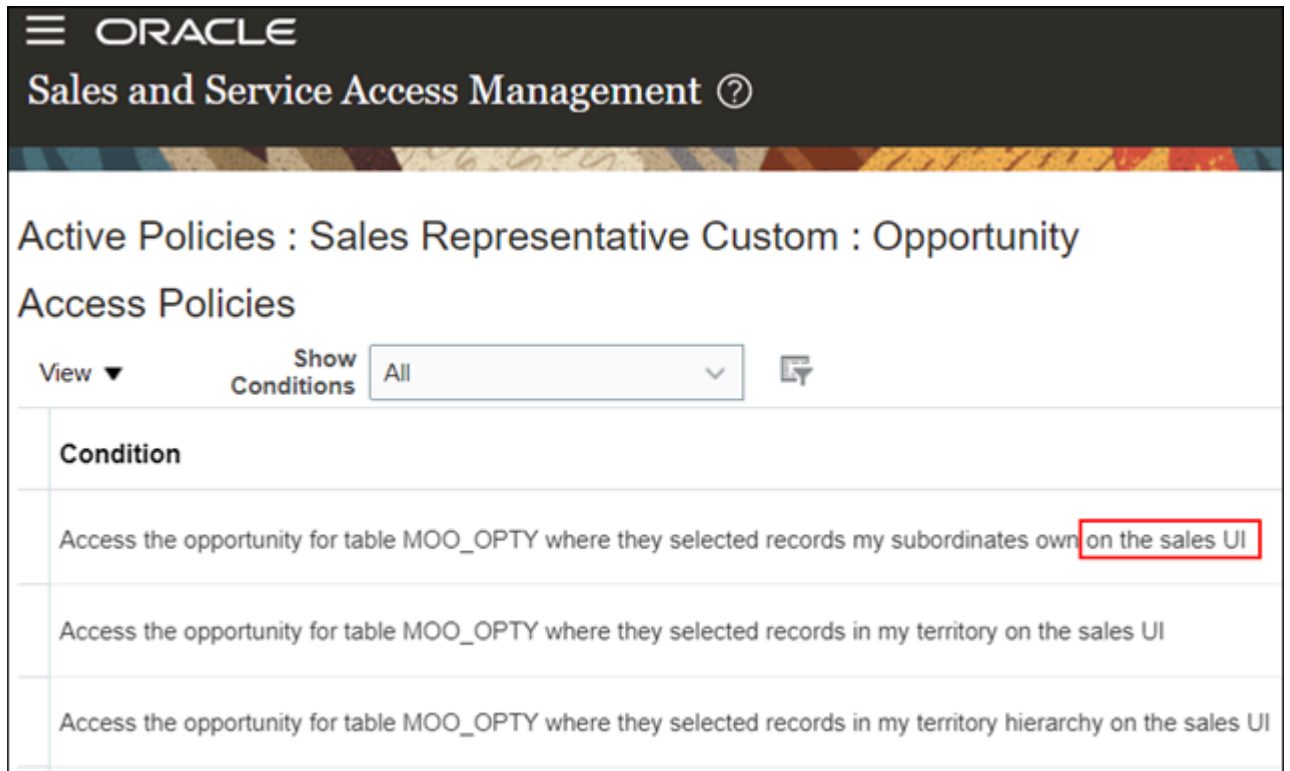 ORACLE
Sales and Service Access Management ?
Active Policies : Sales Representative Custom : Opportunity
Access Policies
View ▼ Show Conditions All
Condition
Access the opportunity for table MOO_OPTY where they selected records my subordinates own on the sales UI
Access the opportunity for table MOO_OPTY where they selected records in my territory on the sales UI
Access the opportunity for table MOO_OPTY where they selected records in my territory hierarchy on the sales UI